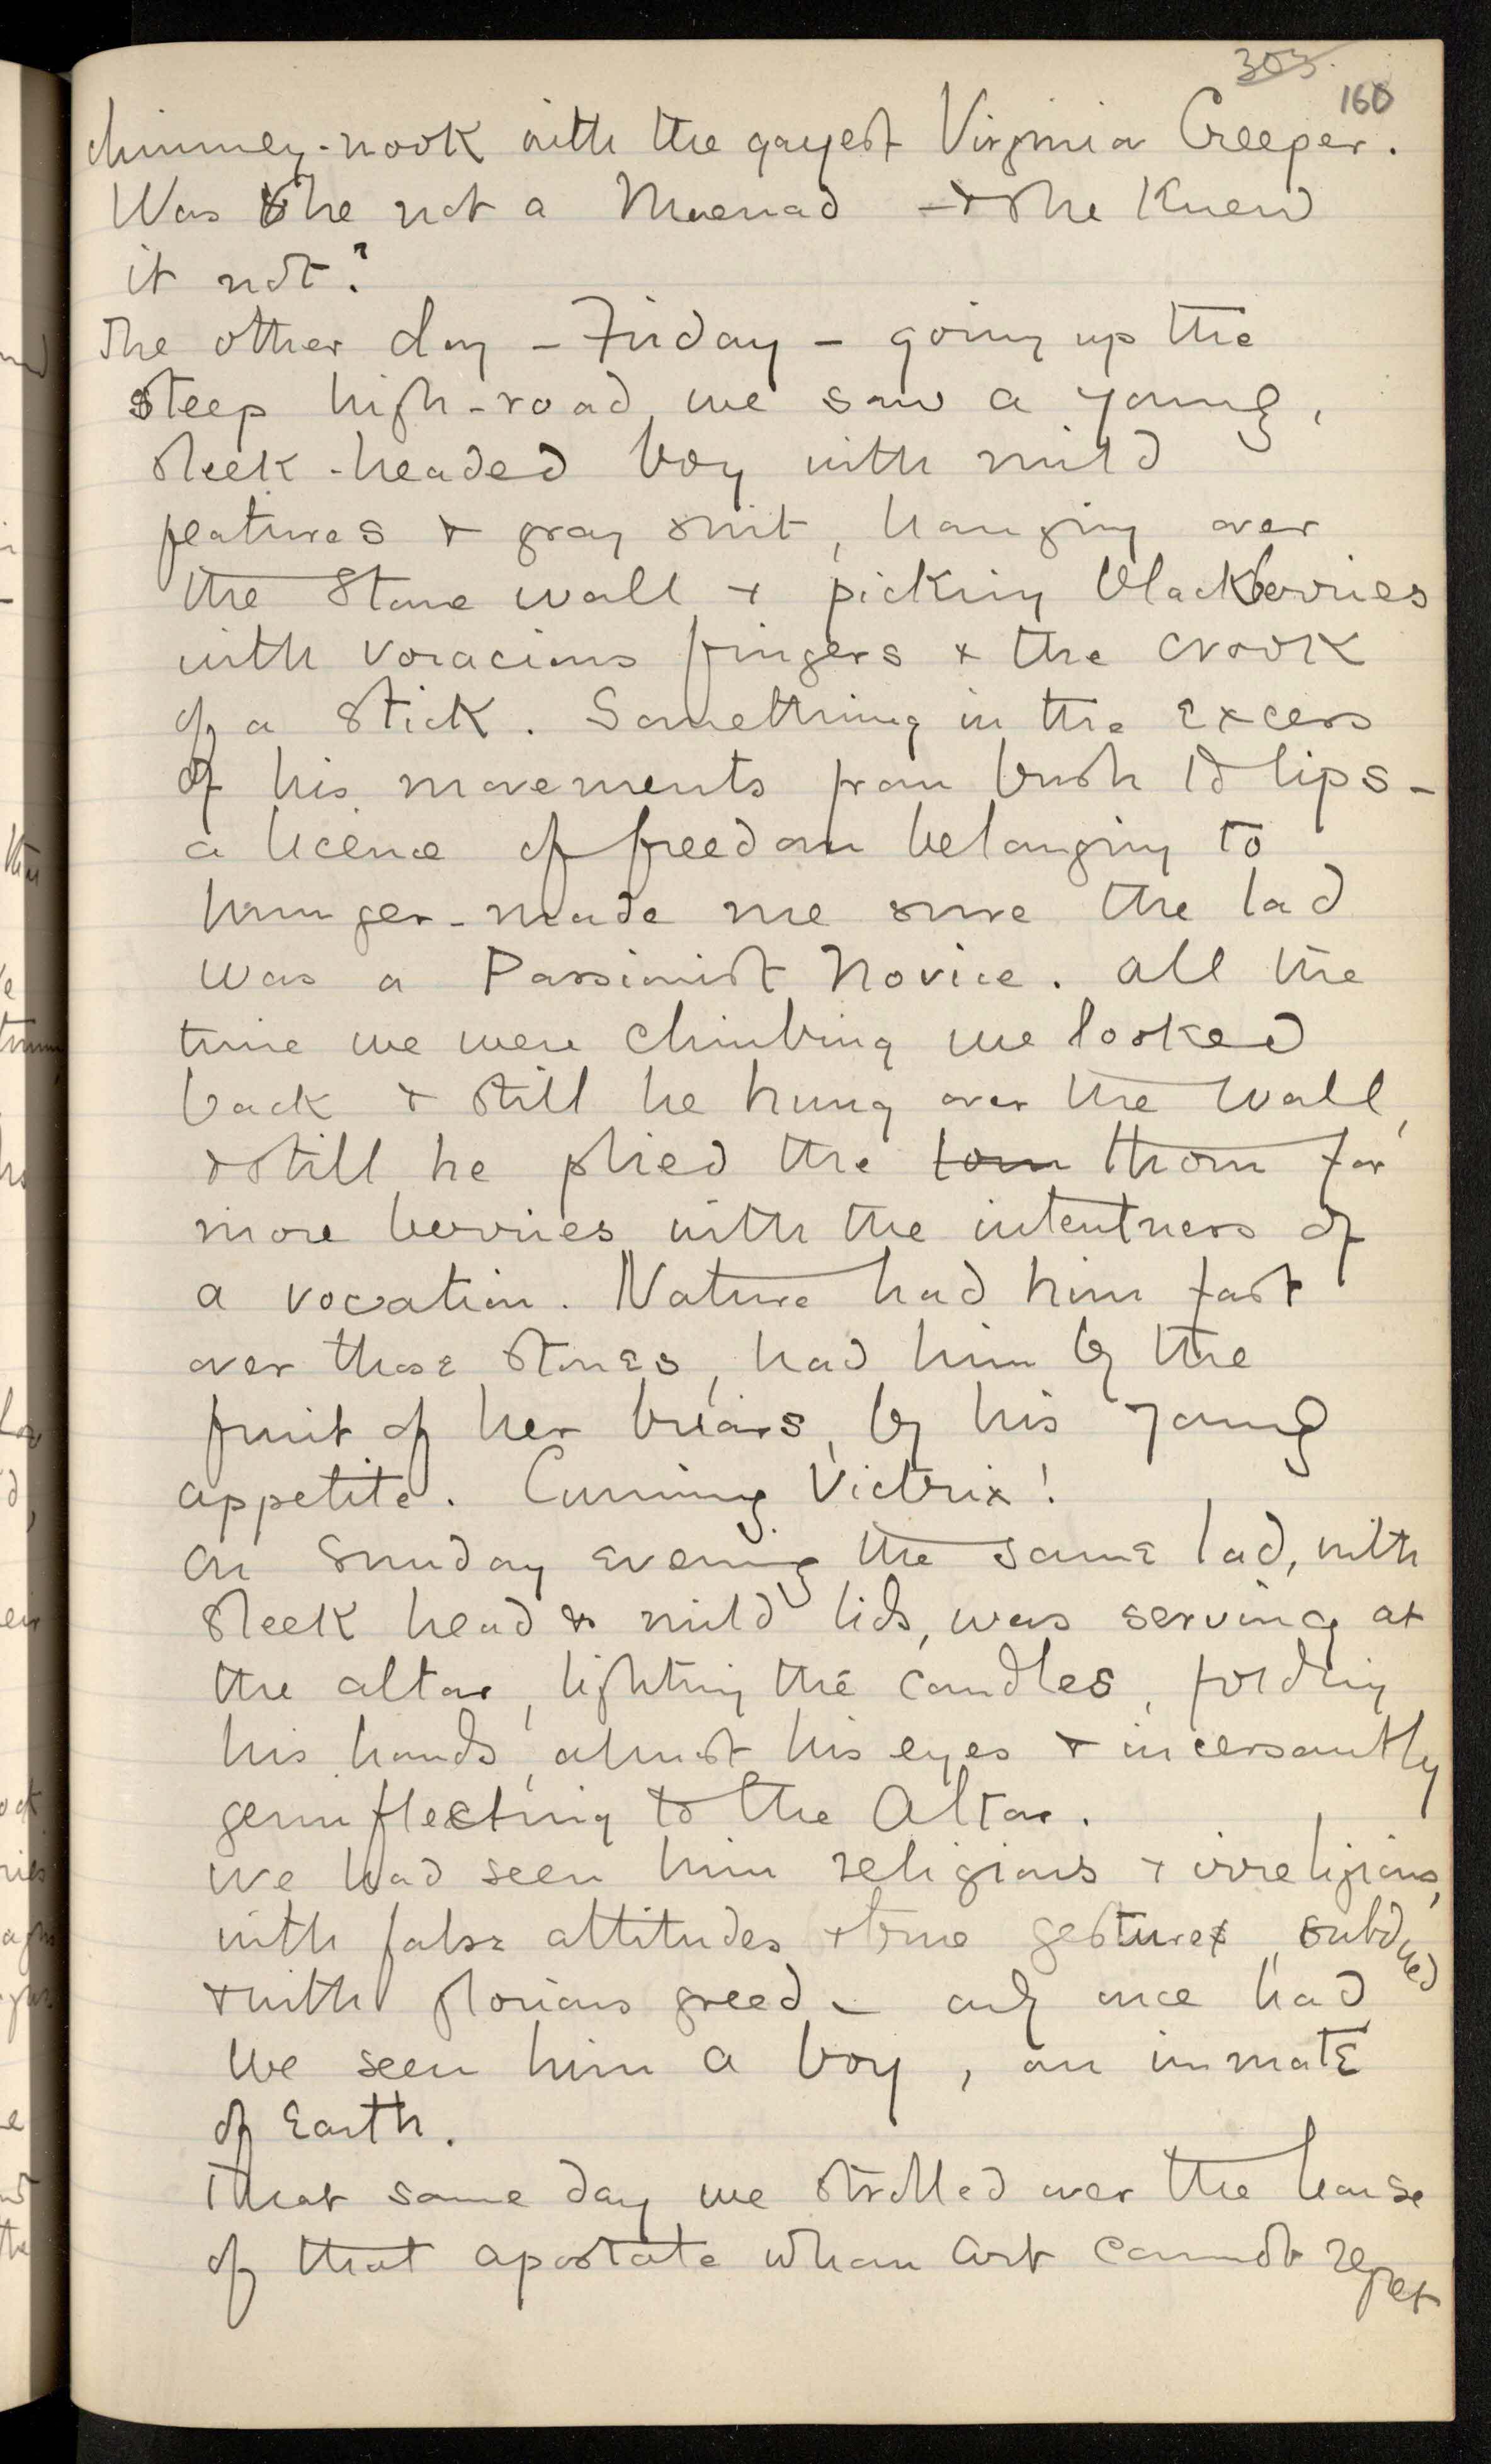 303.
160
chimney-nook with the gayest Virginia Creeper.
Was she not a Maenad – & she knew
it not?
The other day – Friday – going up the
steep high-road, we saw a young,
sleek-headed boy with mild
features & gray suit, hanging over
the stone wall & picking blackberries
with voracious fingers & the crook
of a stick. Something in the excess
of his movements from bush to lips –
a licence of freedom belonging to
hunger – made me sure the lad
was a Passionist Novice. All the
time we were climbing we looked
back & still he hung over the wall,
& still he plied the torn thorn for
more berries with the intentness of
a vocation. Nature had him fast
over those stones, had him by the
fruit of her briars, by his young
appetite. Cunning Victrix!
On Sunday evening the same lad, with
sleek head & mild lids, was serving at
the altar, lighting the candles, folding
his hands, almost his eyes & incessantly
genuflecting to the Altar.
We had seen him religious & irreligious,
with false attitudes & true gestures, subdued
& with glorious greed – only once had
we seen him a boy, an inmate
of Earth.
That same day we strolled over the house
of that apostate whom Art cannot regret